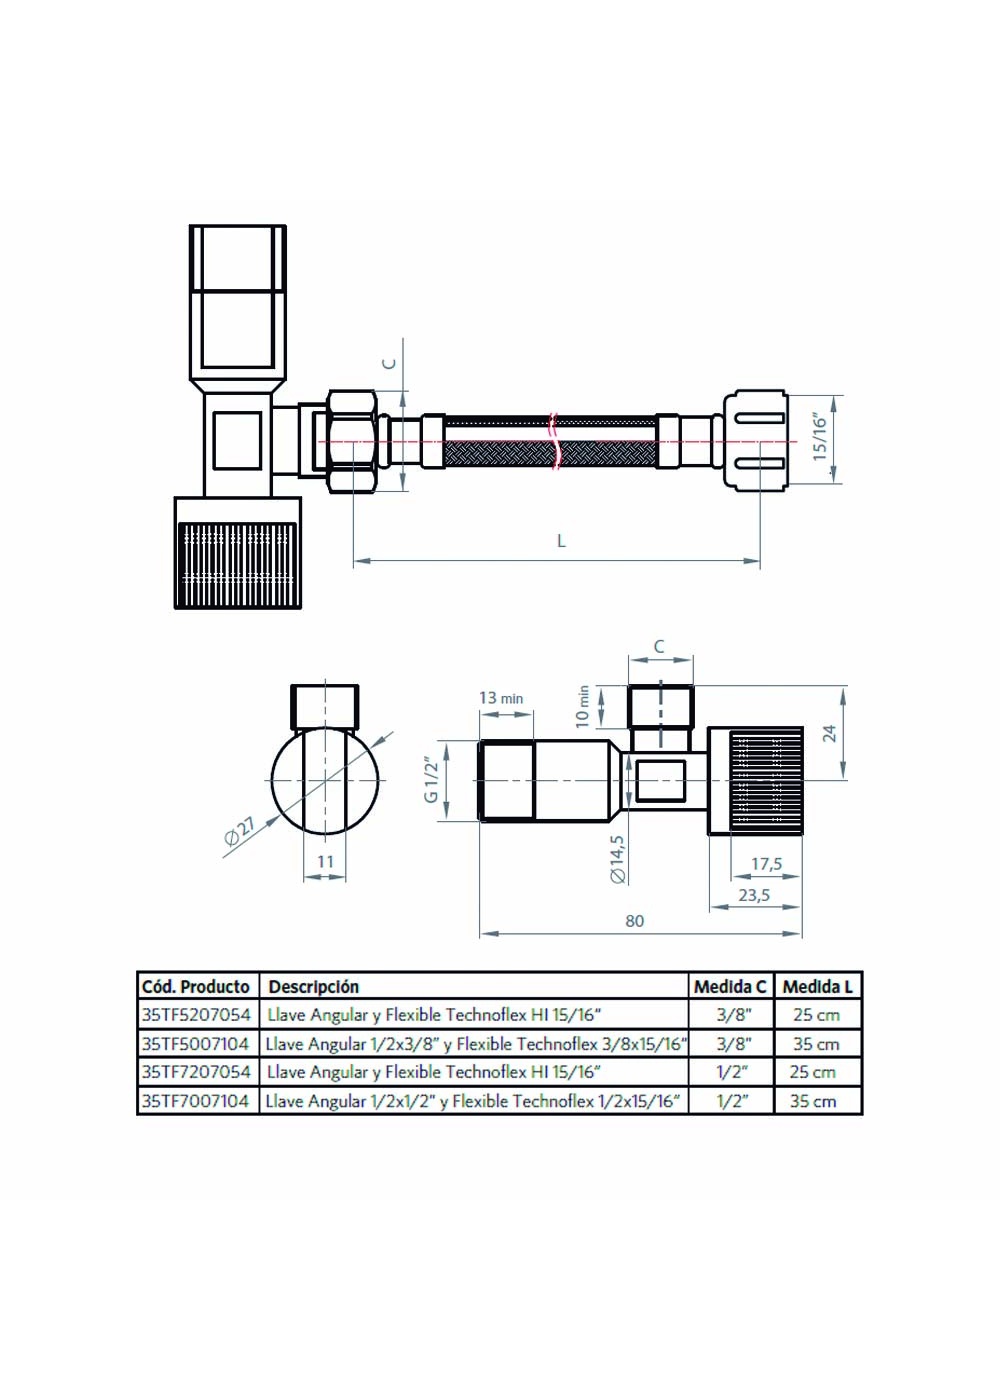 C
15/16"
L
C
13 min
10 min
24
G 1/2"
Ø27
11
Ø14,5
17,5
23,5
80
Cód. Producto Descripción Medida C Medida L
35TF5207054 Llave Angular y Flexible Technoflex HI 15/16" 3/8" 25 cm
35TF5007104 Llave Angular 1/2x3/8" y Flexible Technoflex 3/8x15/16" 3/8" 35 cm
35TF7207054 Llave Angular y Flexible Technoflex HI 15/16" 1/2" 25 cm
35TF7007104 Llave Angular 1/2x1/2" y Flexible Technoflex 1/2x15/16" 1/2" 35 cm